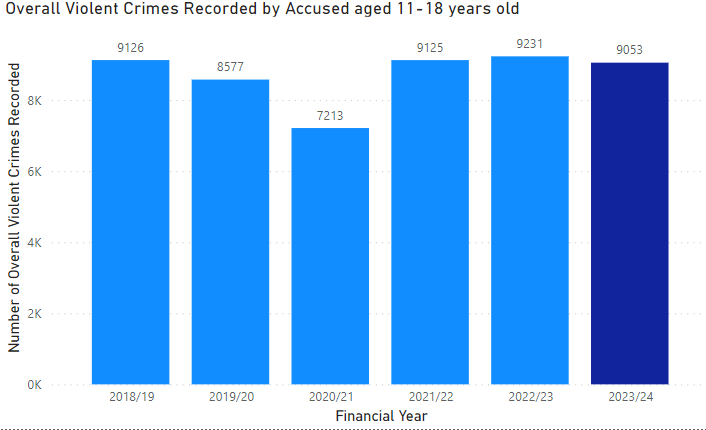 Overall Violent Crimes Recorded by Accused aged 11-18 years old
Number of Overall Violent Crimes Recorded
9126
8577
7213
9125
9231
9053
8K
6K
4K
2K
0K
2018/19
2019/20
2020/21
2021/22
2022/23
2023/24
Financial Year